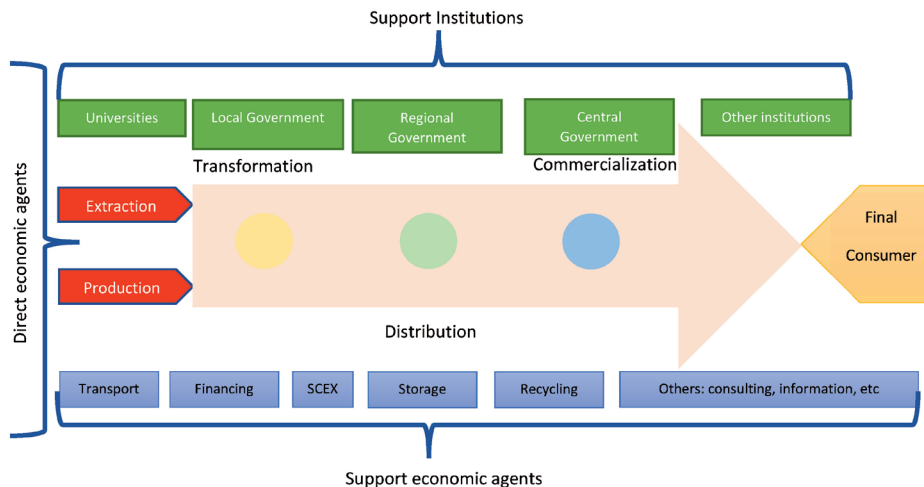 Support Institutions
Universities
Local Government
Regional
Government
Central
Government
Other institutions
Transformation
Commercialization
Direct economic agents
Extraction
Production
Final
Consumer
Distribution
Transport
Financing
SCEX
Storage
Recycling
Others: consulting, information, etc
Support economic agents